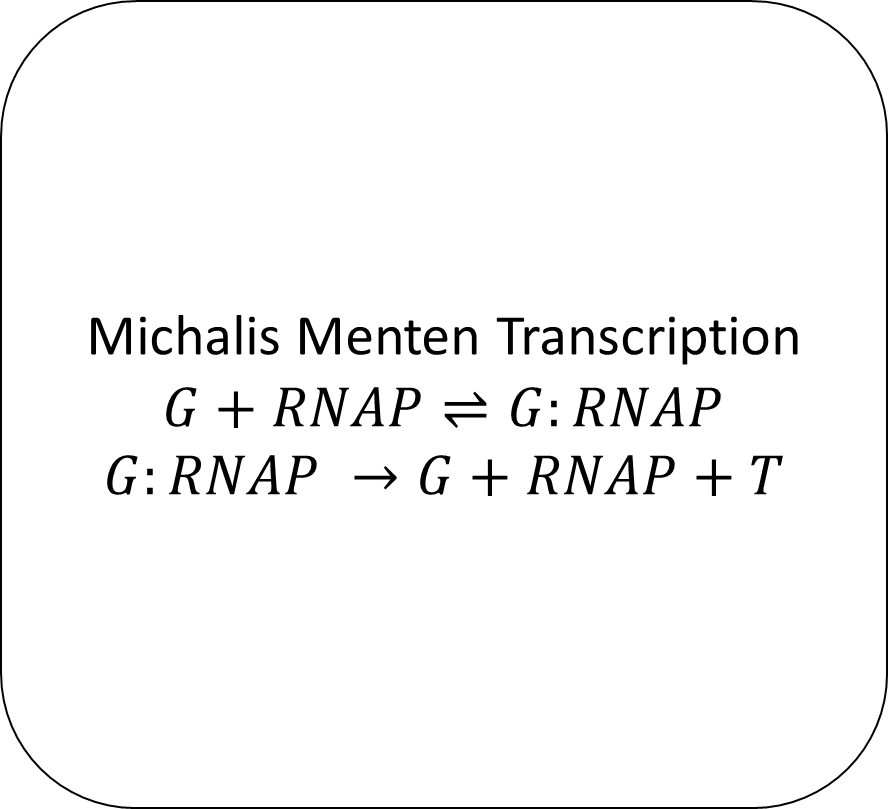 Michalis Menten Transcription
G + RNAP ⇌ G: RNAP
G: RNAP → G + RNAP + T